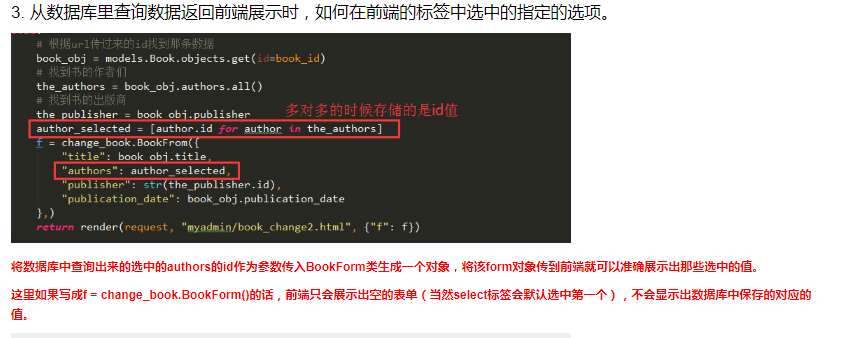 3. 从数据库里查询数据返回前端展示时，如何在前端的标签中选中的指定的选项。
# 根据url传过来的id找到那条数据
book_obj = models.Book.objects.get(id=book_id)
# 找到书的作者们
the_authors = book_obj.authors.all()
# 找到书的出版商
the_publisher = book_obj.publisher
多对多的时候存储的是id值
author_selected = [author.id for author in the_authors]
f = change_book.BookFrom({
"title": book_obj.title,
"authors": author_selected,
"publisher": str(the_publisher.id),
"publication_date": book_obj.publication_date
},)
return render(request, "myadmin/book_change2.html", {"f": f})
将数据库中查询出来的选中的authors的id作为参数传入BookForm类生成一个对象，将该form对象传到前端就可以准确展示出那些选中的值。
这里如果写成f = change_book.BookForm()的话，前端只会展示出空的表单（当然select标签会默认选中第一个），不会显示出数据库中保存的对应的
值。